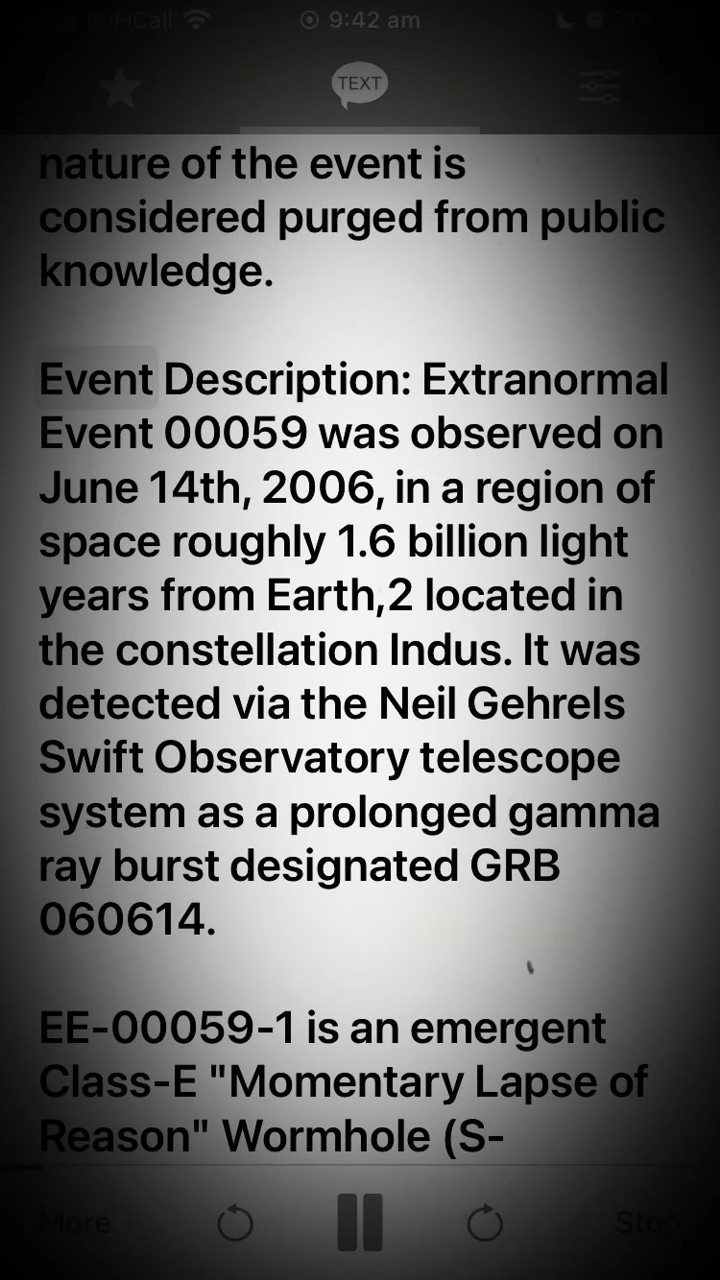 WiFiCall 9:42 am
TEXT
nature of the event is
considered purged from public
knowledge.
Event Description: Extranormal
Event 00059 was observed on
June 14th, 2006, in a region of
space roughly 1.6 billion light
years from Earth,2 located in
the constellation Indus. It was
detected via the Neil Gehrels
Swift Observatory telescope
system as a prolonged gamma
ray burst designated GRB
060614.
EE-00059-1 is an emergent
Class-E "Momentary Lapse of
Reason" Wormhole (S-
More Stop